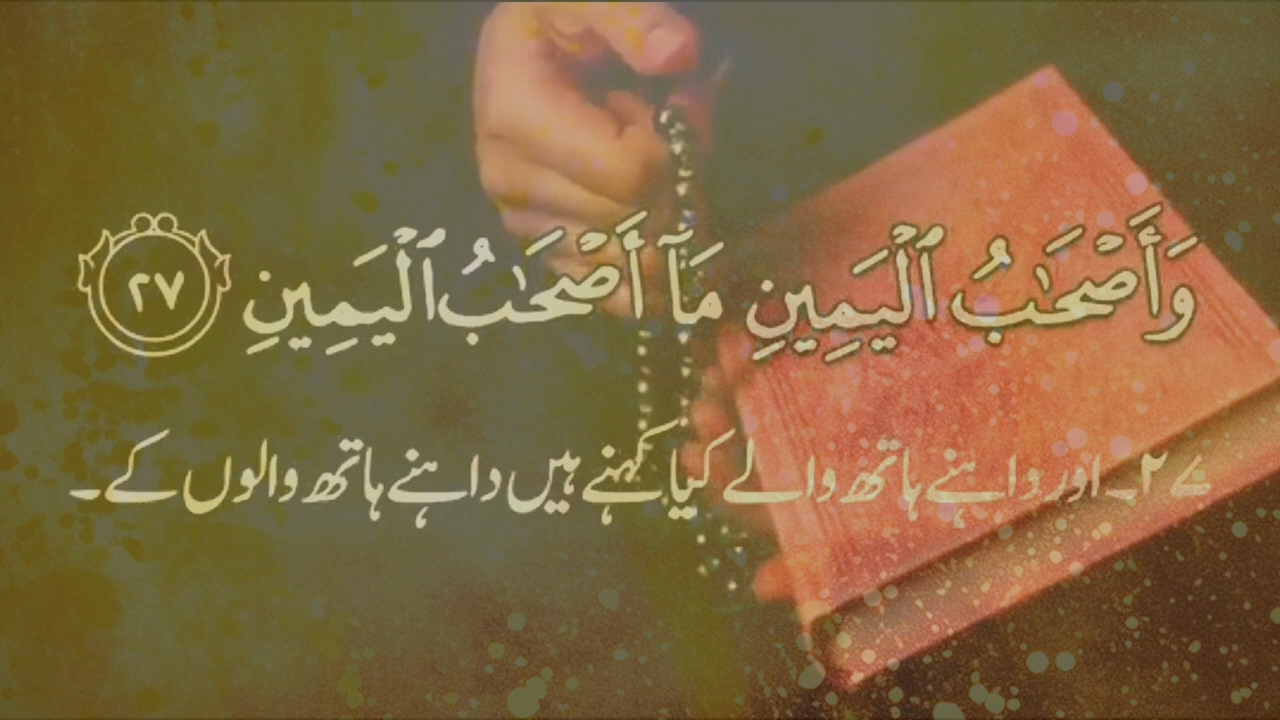 وَأَصْحَٰبُ ٱلْيَمِينِ مَآ أَصْحَٰبُ ٱلْيَمِينِ ٢٧
٢٧۔ اور داہنے ہاتھ والے کیا کہنے ہیں داہنے ہاتھ والوں کے۔